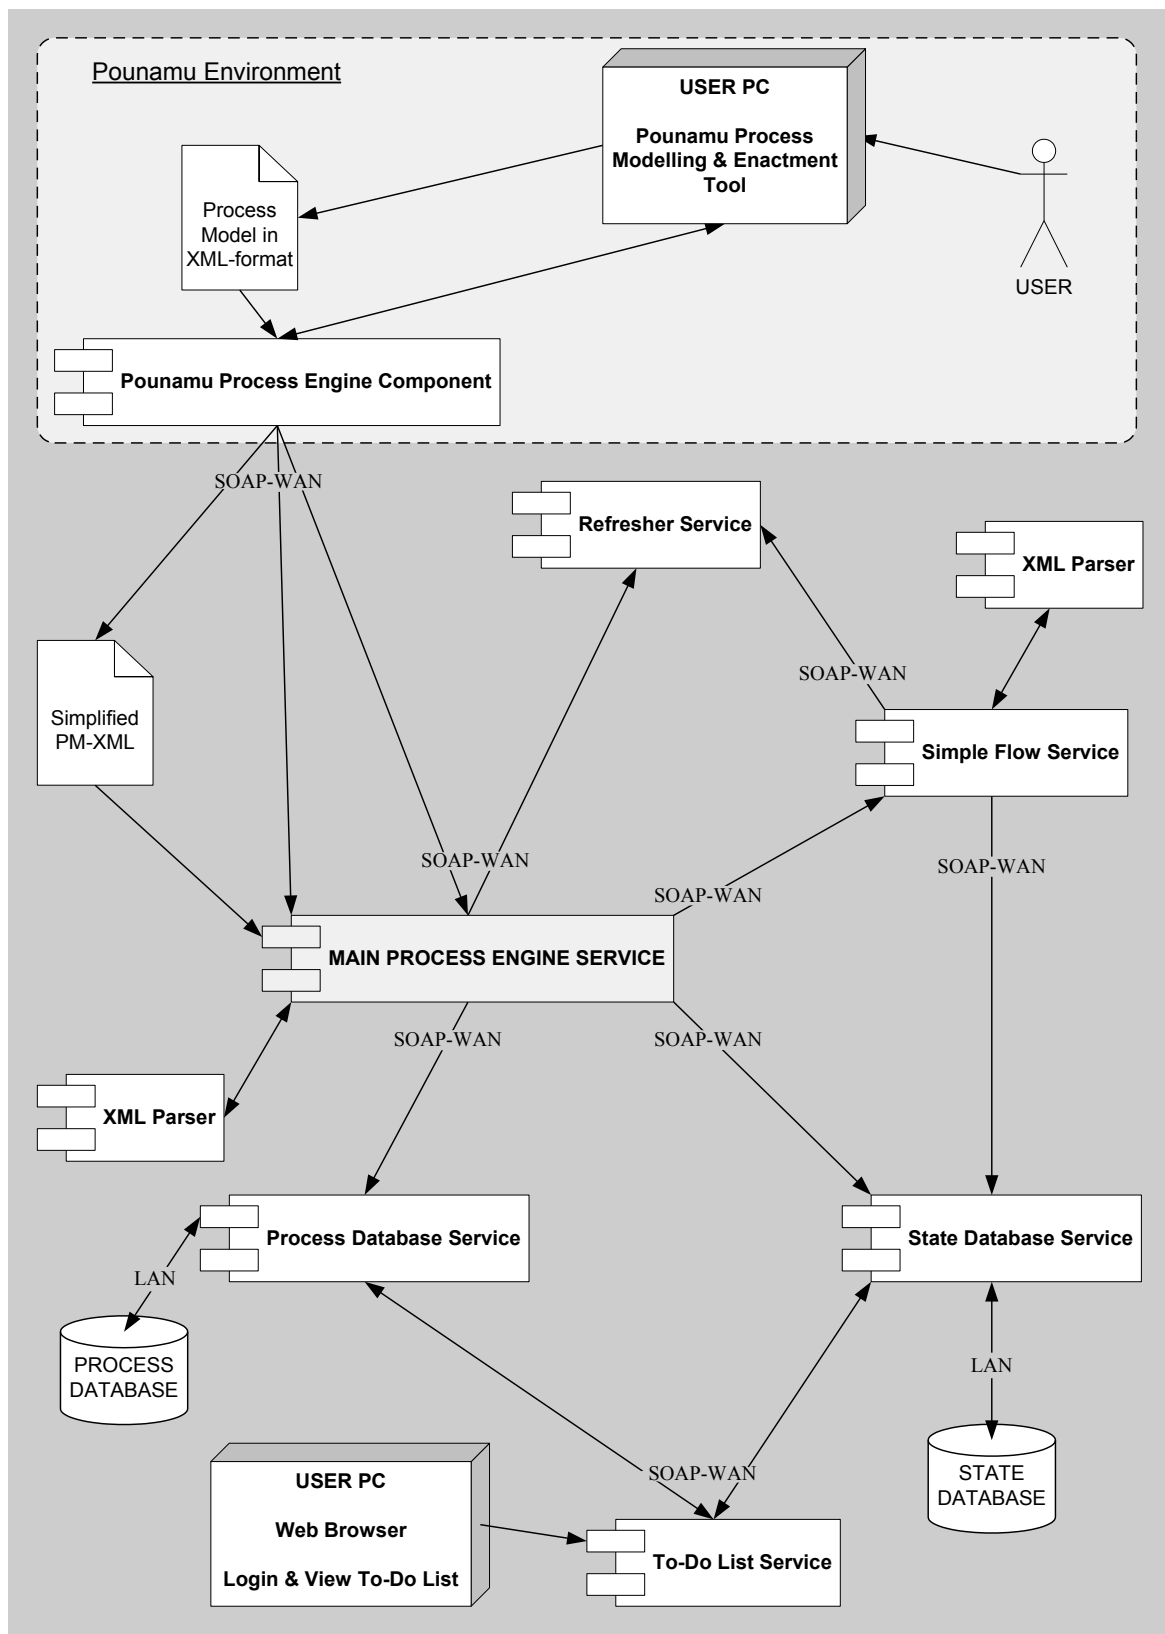 Pounamu Environment
USER PC
Pounamu Process
Modelling & Enactment
Tool
Process
Model in
XML-format
USER
Pounamu Process Engine Component
SOAP-WAN
Refresher Service
XML Parser
SOAP-WAN
Simplified
PM-XML
Simple Flow Service
SOAP-WAN
SOAP-WAN
SOAP-WAN
MAIN PROCESS ENGINE SERVICE
SOAP-WAN
SOAP-WAN
XML Parser
Process Database Service
State Database Service
LAN
PROCESS
DATABASE
LAN
SOAP-WAN
USER PC
Web Browser
Login & View To-Do List
STATE
DATABASE
To-Do List Service